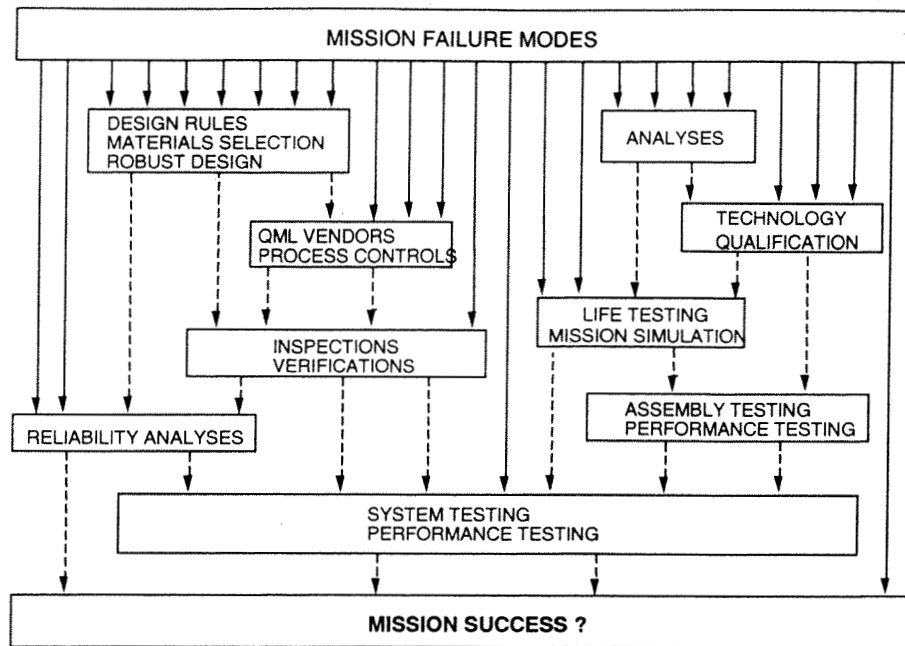 MISSION FAILURE MODES
DESIGN RULES
MATERIALS SELECTION
ROBUST DESIGN
ANALYSES
QML VENDORS
PROCESS CONTROLS
TECHNOLOGY
QUALIFICATION
LIFE TESTING
MISSION SIMULATION
INSPECTIONS
VERIFICATIONS
ASSEMBLY TESTING
PERFORMANCE TESTING
RELIABILITY ANALYSES
SYSTEM TESTING
PERFORMANCE TESTING
MISSION SUCCESS ?